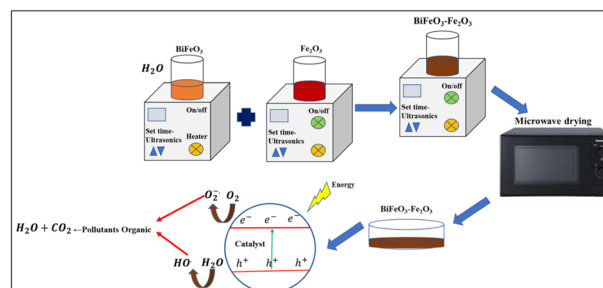 BiFeO₃-Fe₂O₃
BiFeO₃
Fe₂O₃
H₂O
On/off
Set time-
Ultrasonics
Heater
On/off
Set time-
Ultrasonics
On/off
Set time-
Ultrasonics
Microwave drying
Energy
O₂⁻ O₂
e⁻ e⁻ e⁻
BiFeO₃-Fe₂O₃
H₂O + CO₂ ←Pollutants Organic
Catalyst
HO H₂O
h⁺ h⁺ h⁺